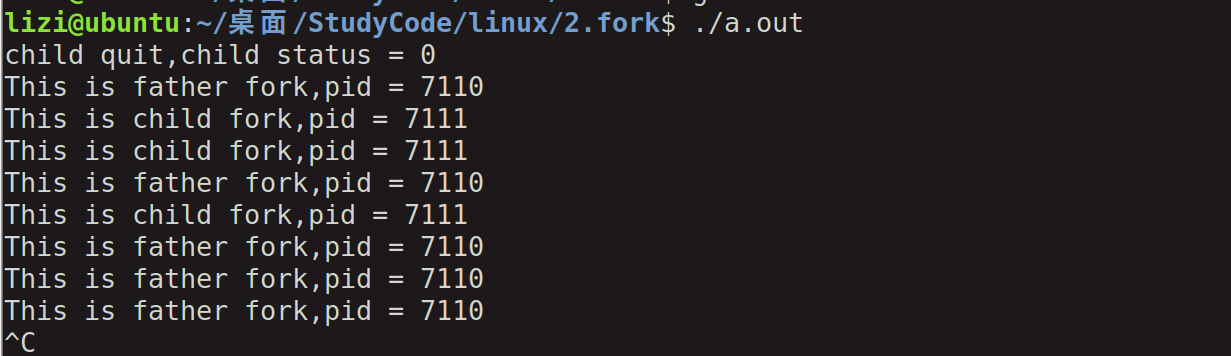 lizi@ubuntu:~/桌面/StudyCode/linux/2.fork$ ./a.out
child quit,child status = 0
This is father fork,pid = 7110
This is child fork,pid = 7111
This is child fork,pid = 7111
This is father fork,pid = 7110
This is child fork,pid = 7111
This is father fork,pid = 7110
This is father fork,pid = 7110
This is father fork,pid = 7110
^C